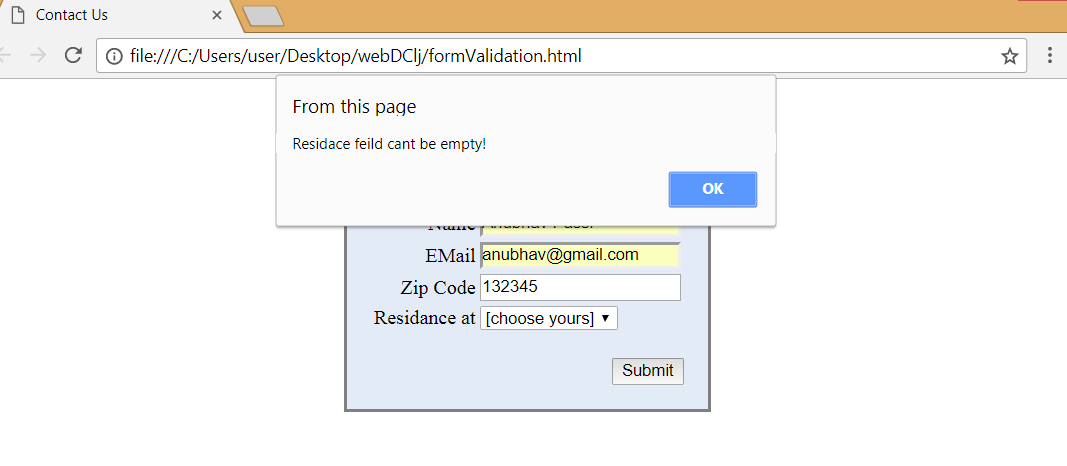 Contact Us
file:///C:/Users/user/Desktop/webDClj/formValidation.html
From this page
Residace feild cant be empty!
OK
Name
EMail anubhav@gmail.com
Zip Code 132345
Residance at [choose yours]
Submit